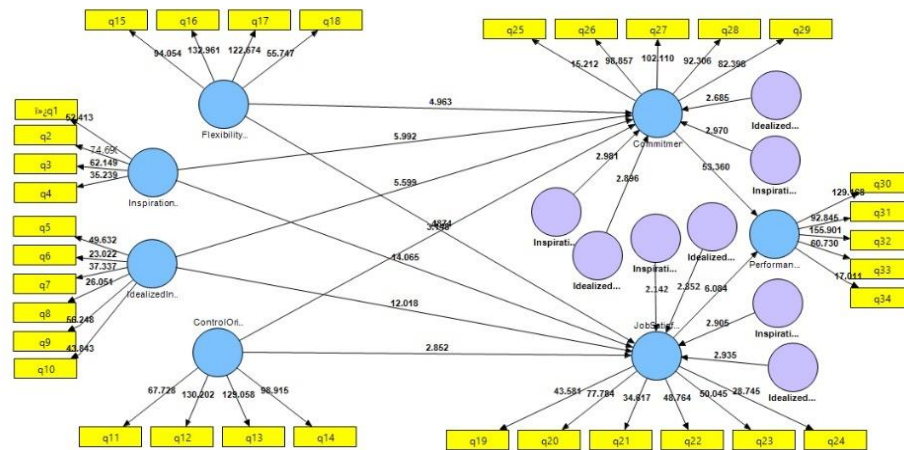 q15
q16
q17
q18
94.054
132.961
122.674
55.747
Flexibility...
q25
q26
q27
q28
q29
15.212
98.857
102.110
92.306
82.398
Commitmer
ï»¿q1
q2
q3
q4
52.413
74.690
62.149
35.239
Inspiration...
q5
q6
q7
q8
q9
q10
49.632
23.022
37.337
26.051
56.248
43.843
IdealizedIn...
ControlOri...
67.728
130.202
129.058
98.915
q11
q12
q13
q14
4.963
5.992
5.599
14.065
12.018
2.852
2.685
Idealized...
2.970
Inspirati...
2.981
Inspirati...
2.896
Idealized...
2.142
Inspirati...
2.852
Idealized...
53.360
6.084
Performan...
q30
q31
q32
q33
q34
129.168
92.845
155.901
60.730
17.011
2.905
Inspirati...
2.935
Idealized...
JobSatisf...
43.581
77.784
34.617
48.764
50.045
28.745
q19
q20
q21
q22
q23
q24